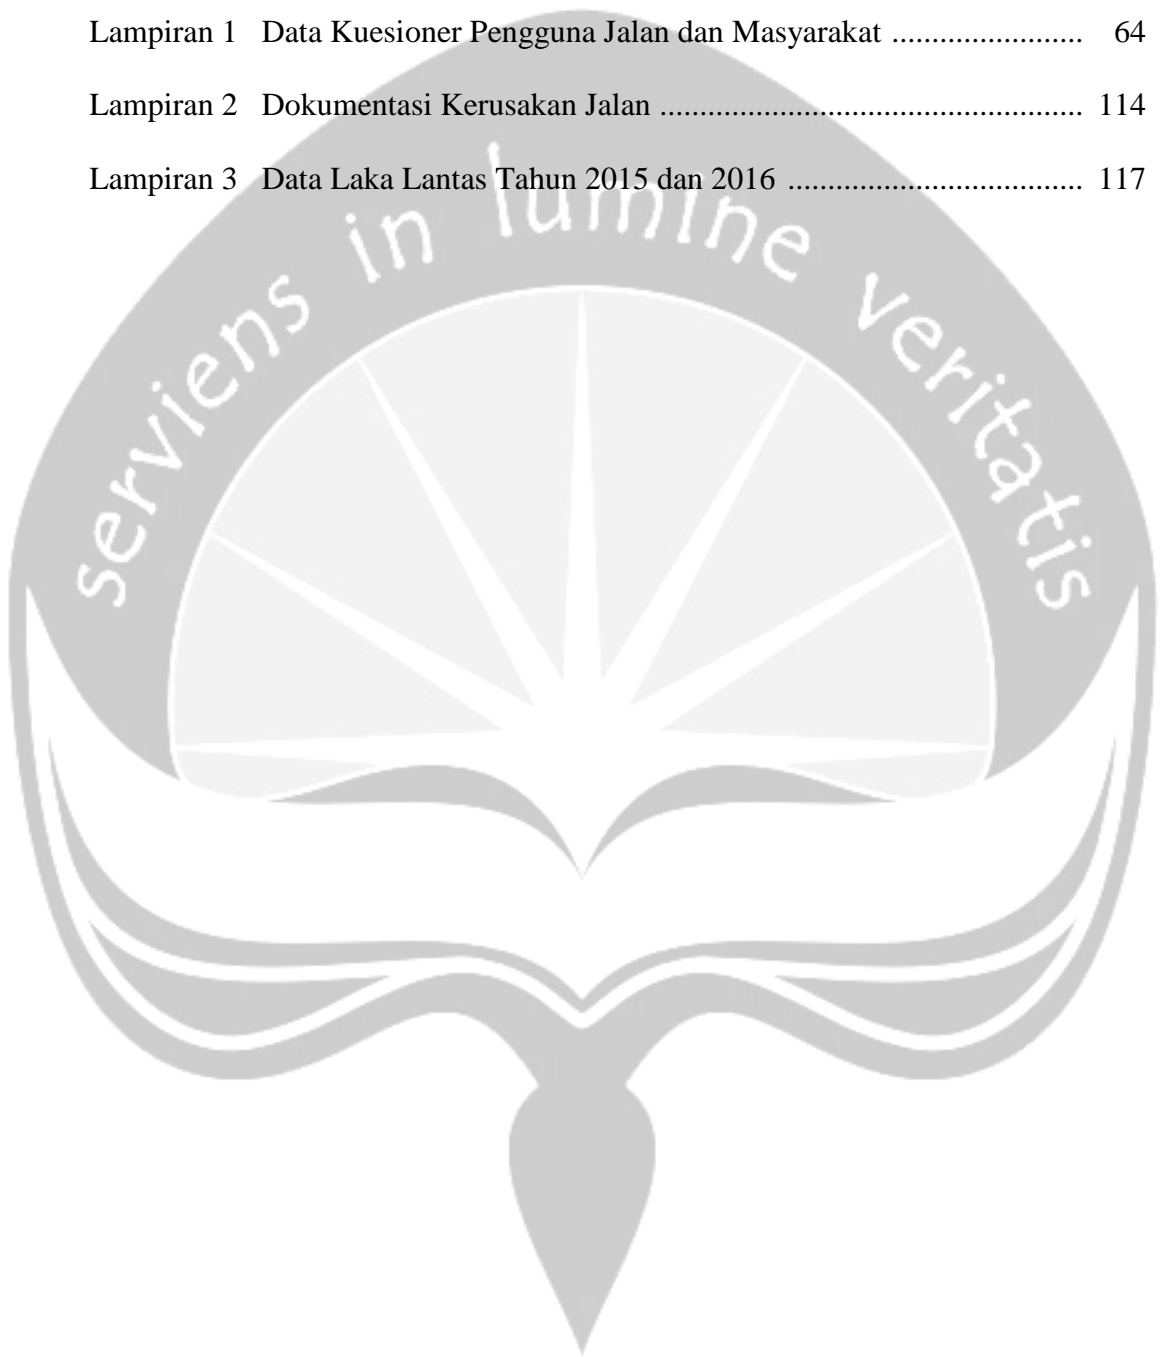 Lampiran 1 Data Kuesioner Pengguna Jalan dan Masyarakat ........................ 64
Lampiran 2 Dokumentasi Kerusakan Jalan ..................................................... 114
Lampiran 3 Data Laka Lantas Tahun 2015 dan 2016 ..................................... 117
serviens in lumine veritatis